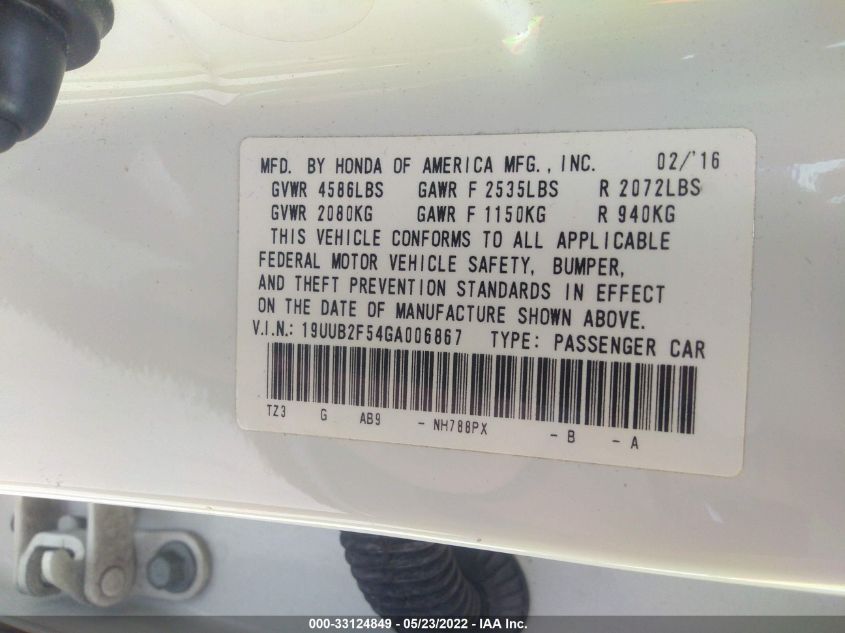 MFD. BY HONDA OF AMERICA MFG., INC. 02/'16
GVWR 4586LBS GAWR F 2535LBS R 2072LBS
GVWR 2080KG GAWR F 1150KG R 940KG
THIS VEHICLE CONFORMS TO ALL APPLICABLE
FEDERAL MOTOR VEHICLE SAFETY, BUMPER,
AND THEFT PREVENTION STANDARDS IN EFFECT
ON THE DATE OF MANUFACTURE SHOWN ABOVE.
V.I.N.: 19UUB2F54GA006867 TYPE: PASSENGER CAR
TZ3 G AB9 - NH788PX - B - A
000-33124849 - 05/23/2022 - IAA Inc.